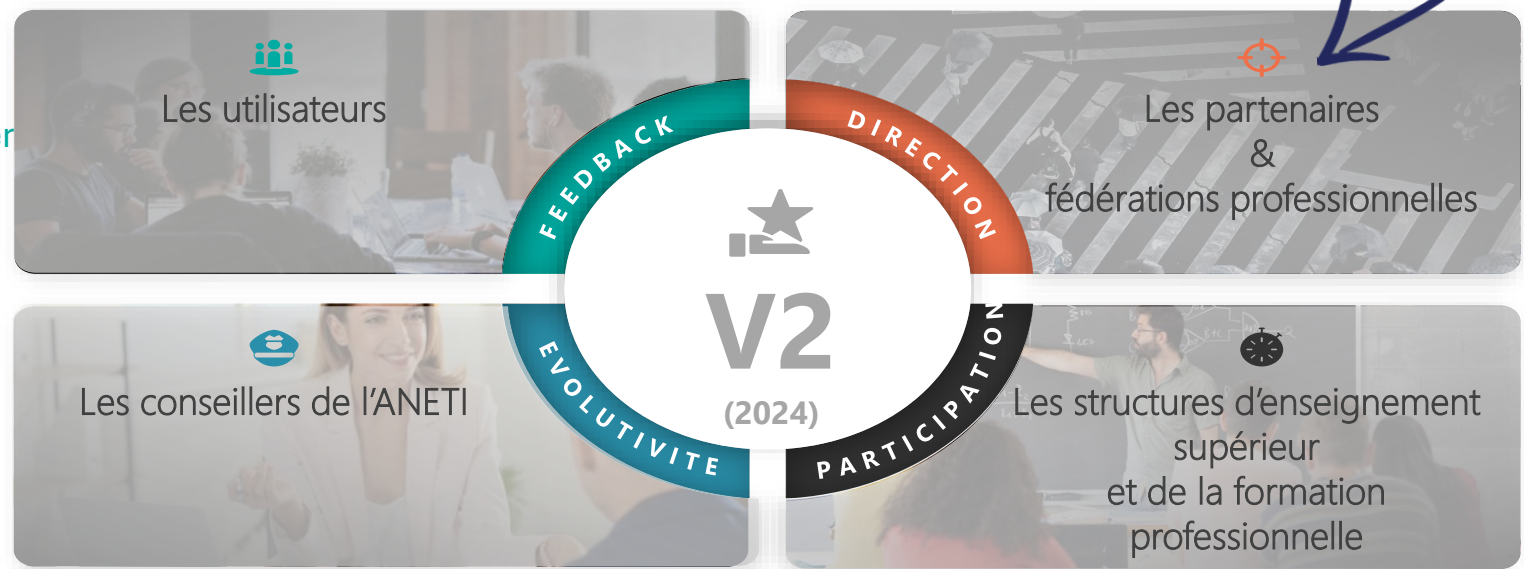 Les utilisateurs
FEEDBACK
DIRECTION
Les partenaires
&
fédérations professionnelles
V2
(2024)
Les conseillers de l'ANETI
EVOLUTIVITE
PARTICIPATION
Les structures d'enseignement
supérieur
et de la formation
professionnelle